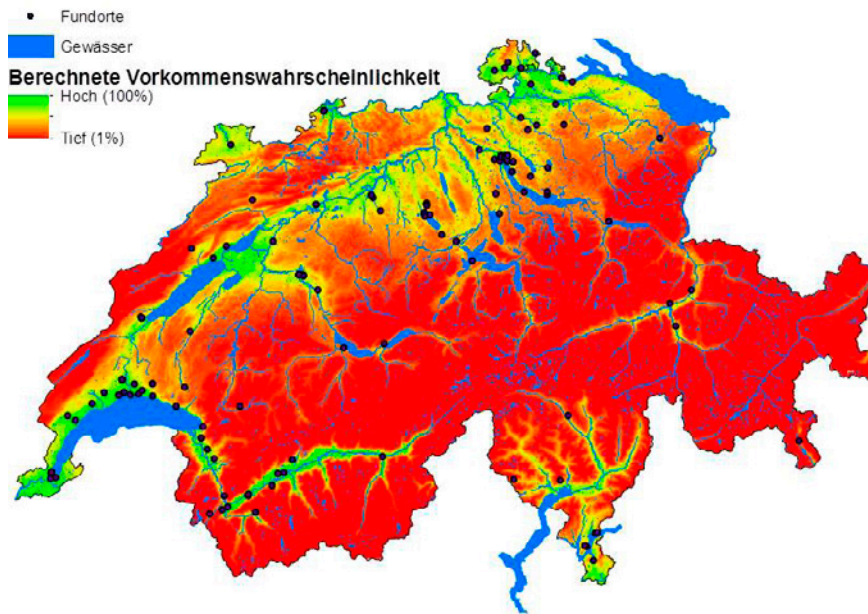 Fundorte
Gewässer
Berechnete Vorkommenswahrscheinlichkeit
Hoch (100%)
Tief (1%)